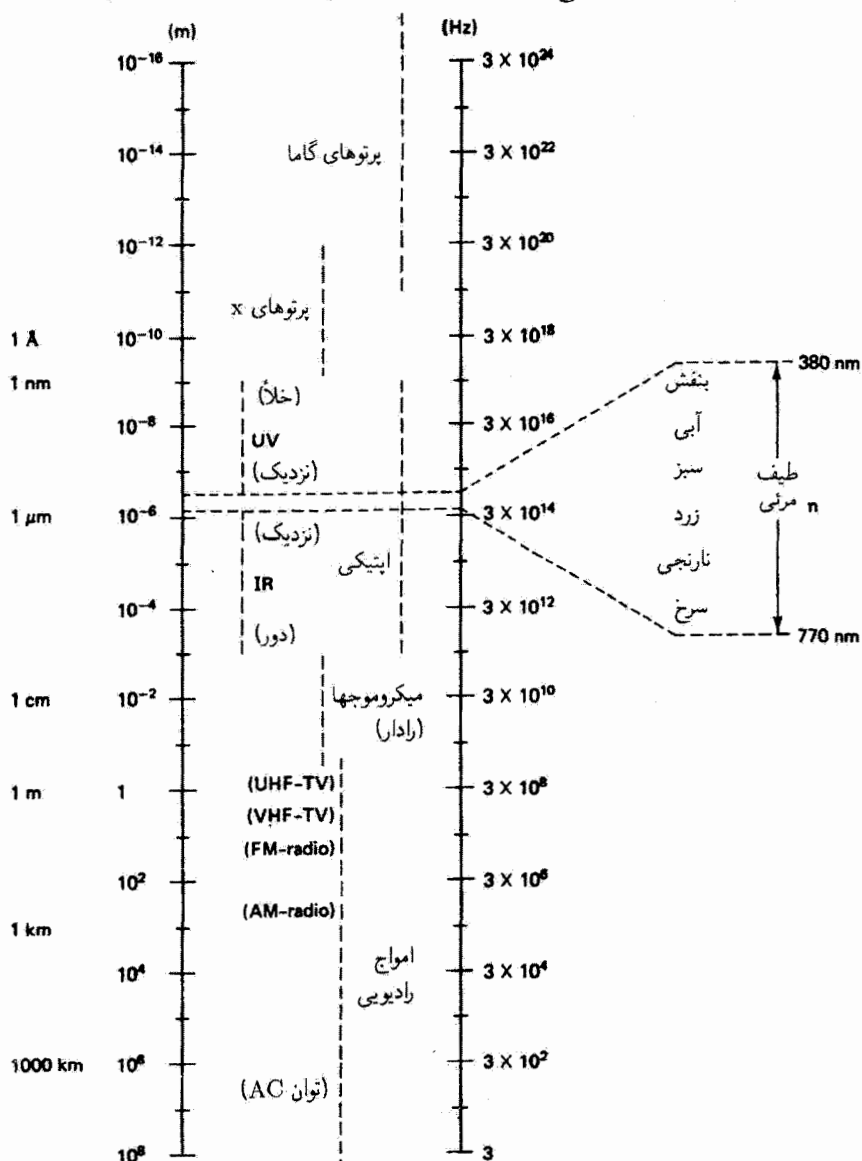 (m)
(Hz)
10⁻¹⁶
3 × 10²⁴
پرتوهای گاما
10⁻¹⁴
3 × 10²²
10⁻¹²
3 × 10²⁰
پرتوهای x
1 Å
10⁻¹⁰
3 × 10¹⁸
380 nm
1 nm
بنفش
(خلأ)
10⁻⁸
3 × 10¹⁶
آبی
UV
(نزدیک)
سبز
طیف
مرئی
n
1 μm
10⁻⁶
3 × 10¹⁴
زرد
(نزدیک)
اپتیکی
نارنجی
IR
10⁻⁴
3 × 10¹²
سرخ
(دور)
770 nm
1 cm
10⁻²
میکروموجها
(رادار)
3 × 10¹⁰
1 m
1
(UHF-TV)
3 × 10⁸
(VHF-TV)
(FM-radio)
10²
3 × 10⁶
(AM-radio)
1 km
امواج
رادیویی
10⁴
3 × 10⁴
1000 km
10⁶
3 × 10²
(توان AC)
10⁸
3